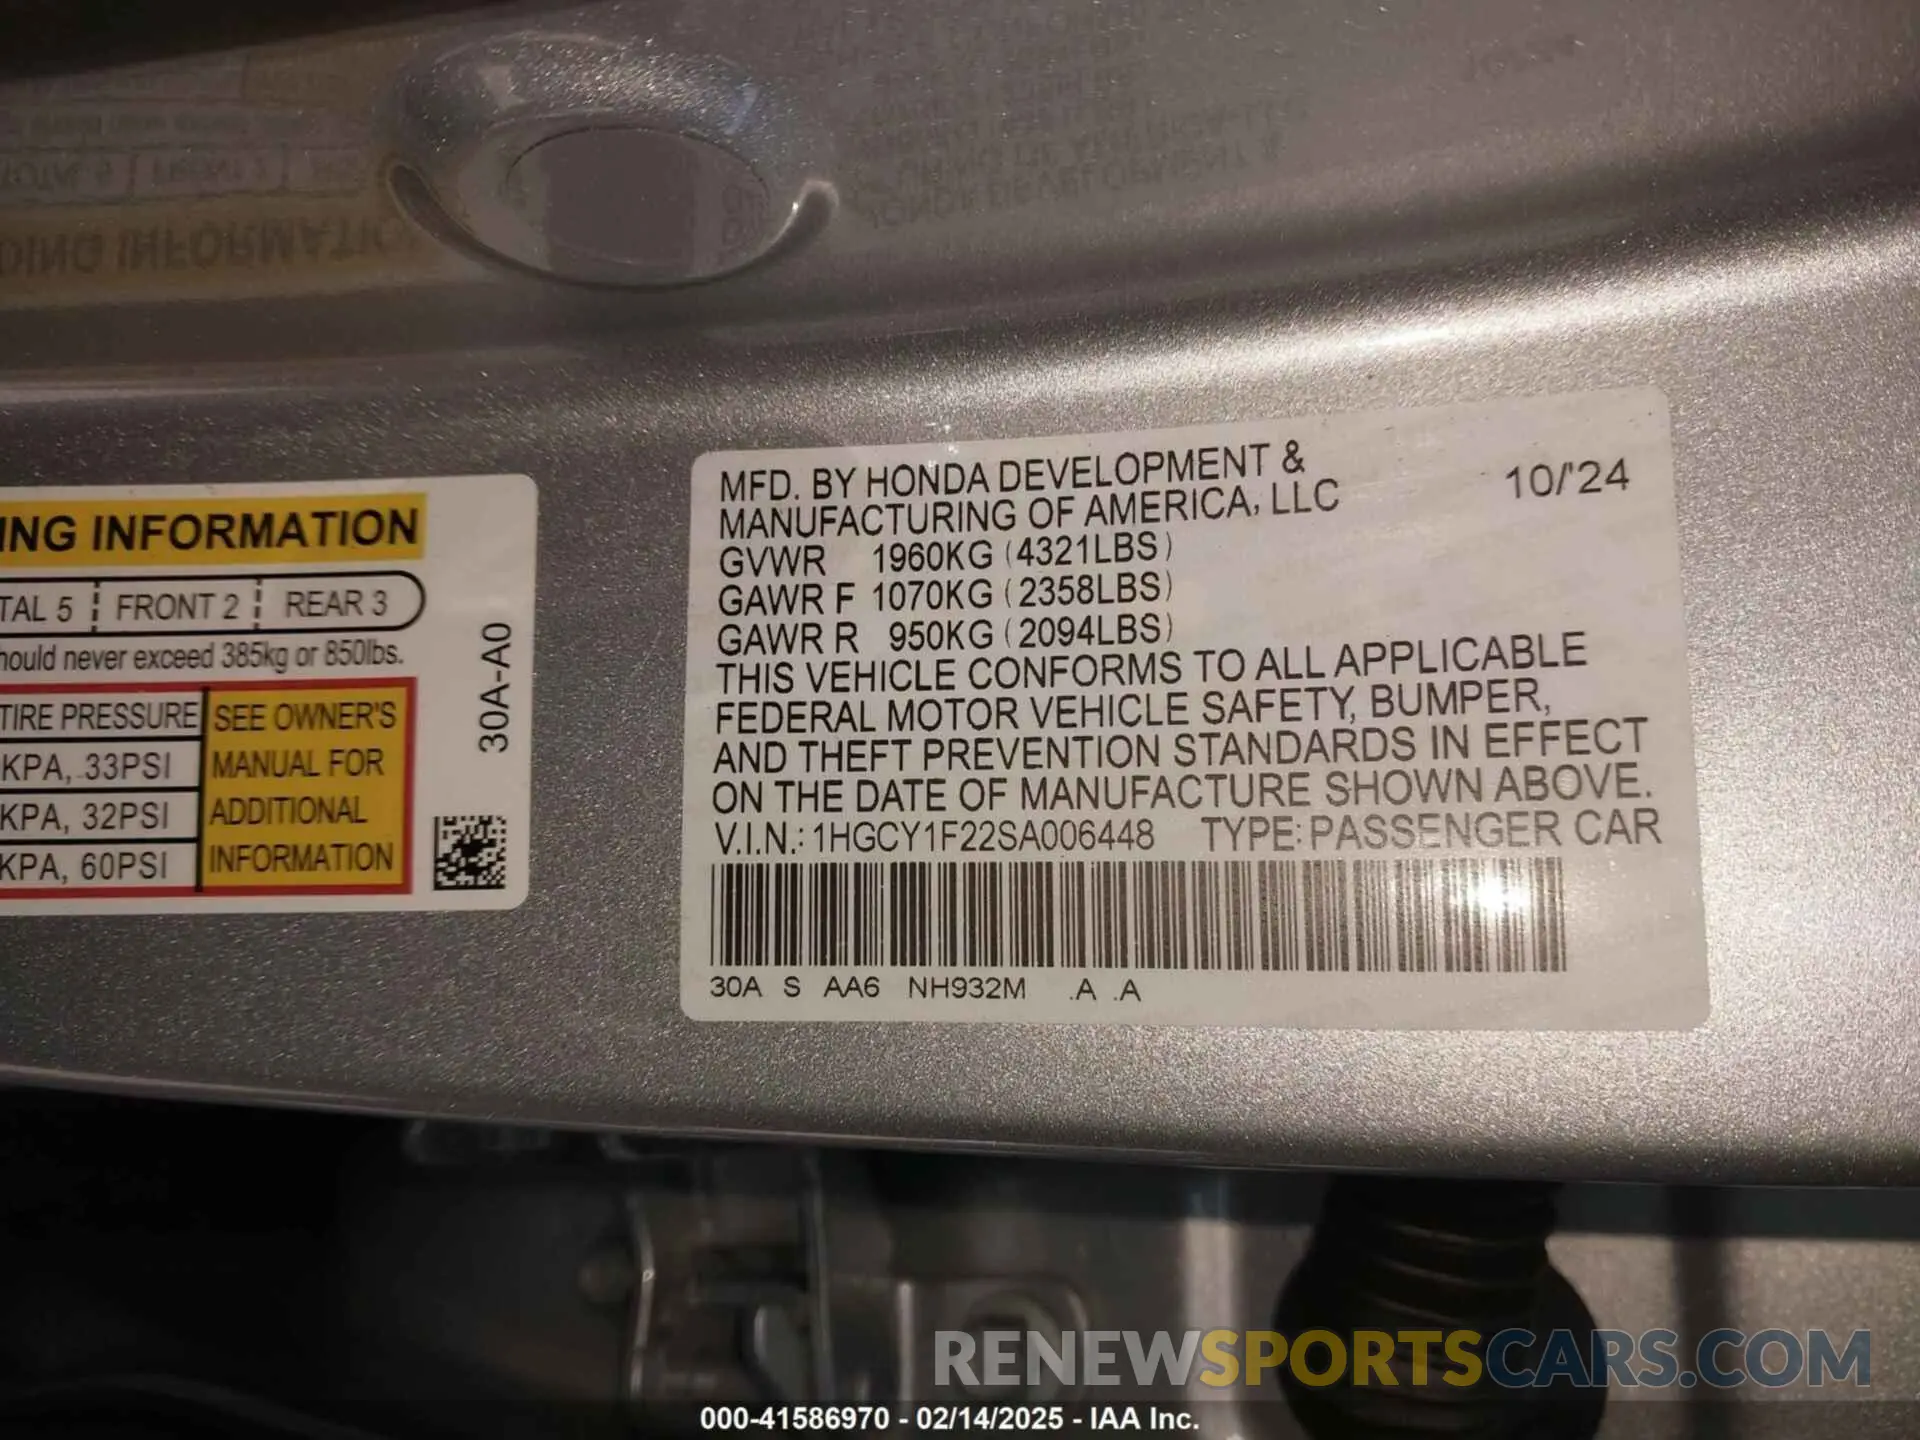 ING INFORMATION
TAL 5 FRONT 2 REAR 3
hould never exceed 385kg or 850lbs.
TIRE PRESSURE
KPA, 33PSI
KPA, 32PSI
KPA, 60PSI
SEE OWNER'S
MANUAL FOR
ADDITIONAL
INFORMATION
30A-A0
MFD. BY HONDA DEVELOPMENT &
MANUFACTURING OF AMERICA, LLC
10/'24
GVWR 1960KG (4321LBS)
GAWR F 1070KG (2358LBS)
GAWR R 950KG (2094LBS)
THIS VEHICLE CONFORMS TO ALL APPLICABLE
FEDERAL MOTOR VEHICLE SAFETY, BUMPER,
AND THEFT PREVENTION STANDARDS IN EFFECT
ON THE DATE OF MANUFACTURE SHOWN ABOVE.
V.I.N.: 1HGCY1F22SA006448 TYPE: PASSENGER CAR
30A S AA6 NH932M .A .A
RENEWSPORTSCARS.COM
000-41586970 - 02/14/2025 - IAA Inc.